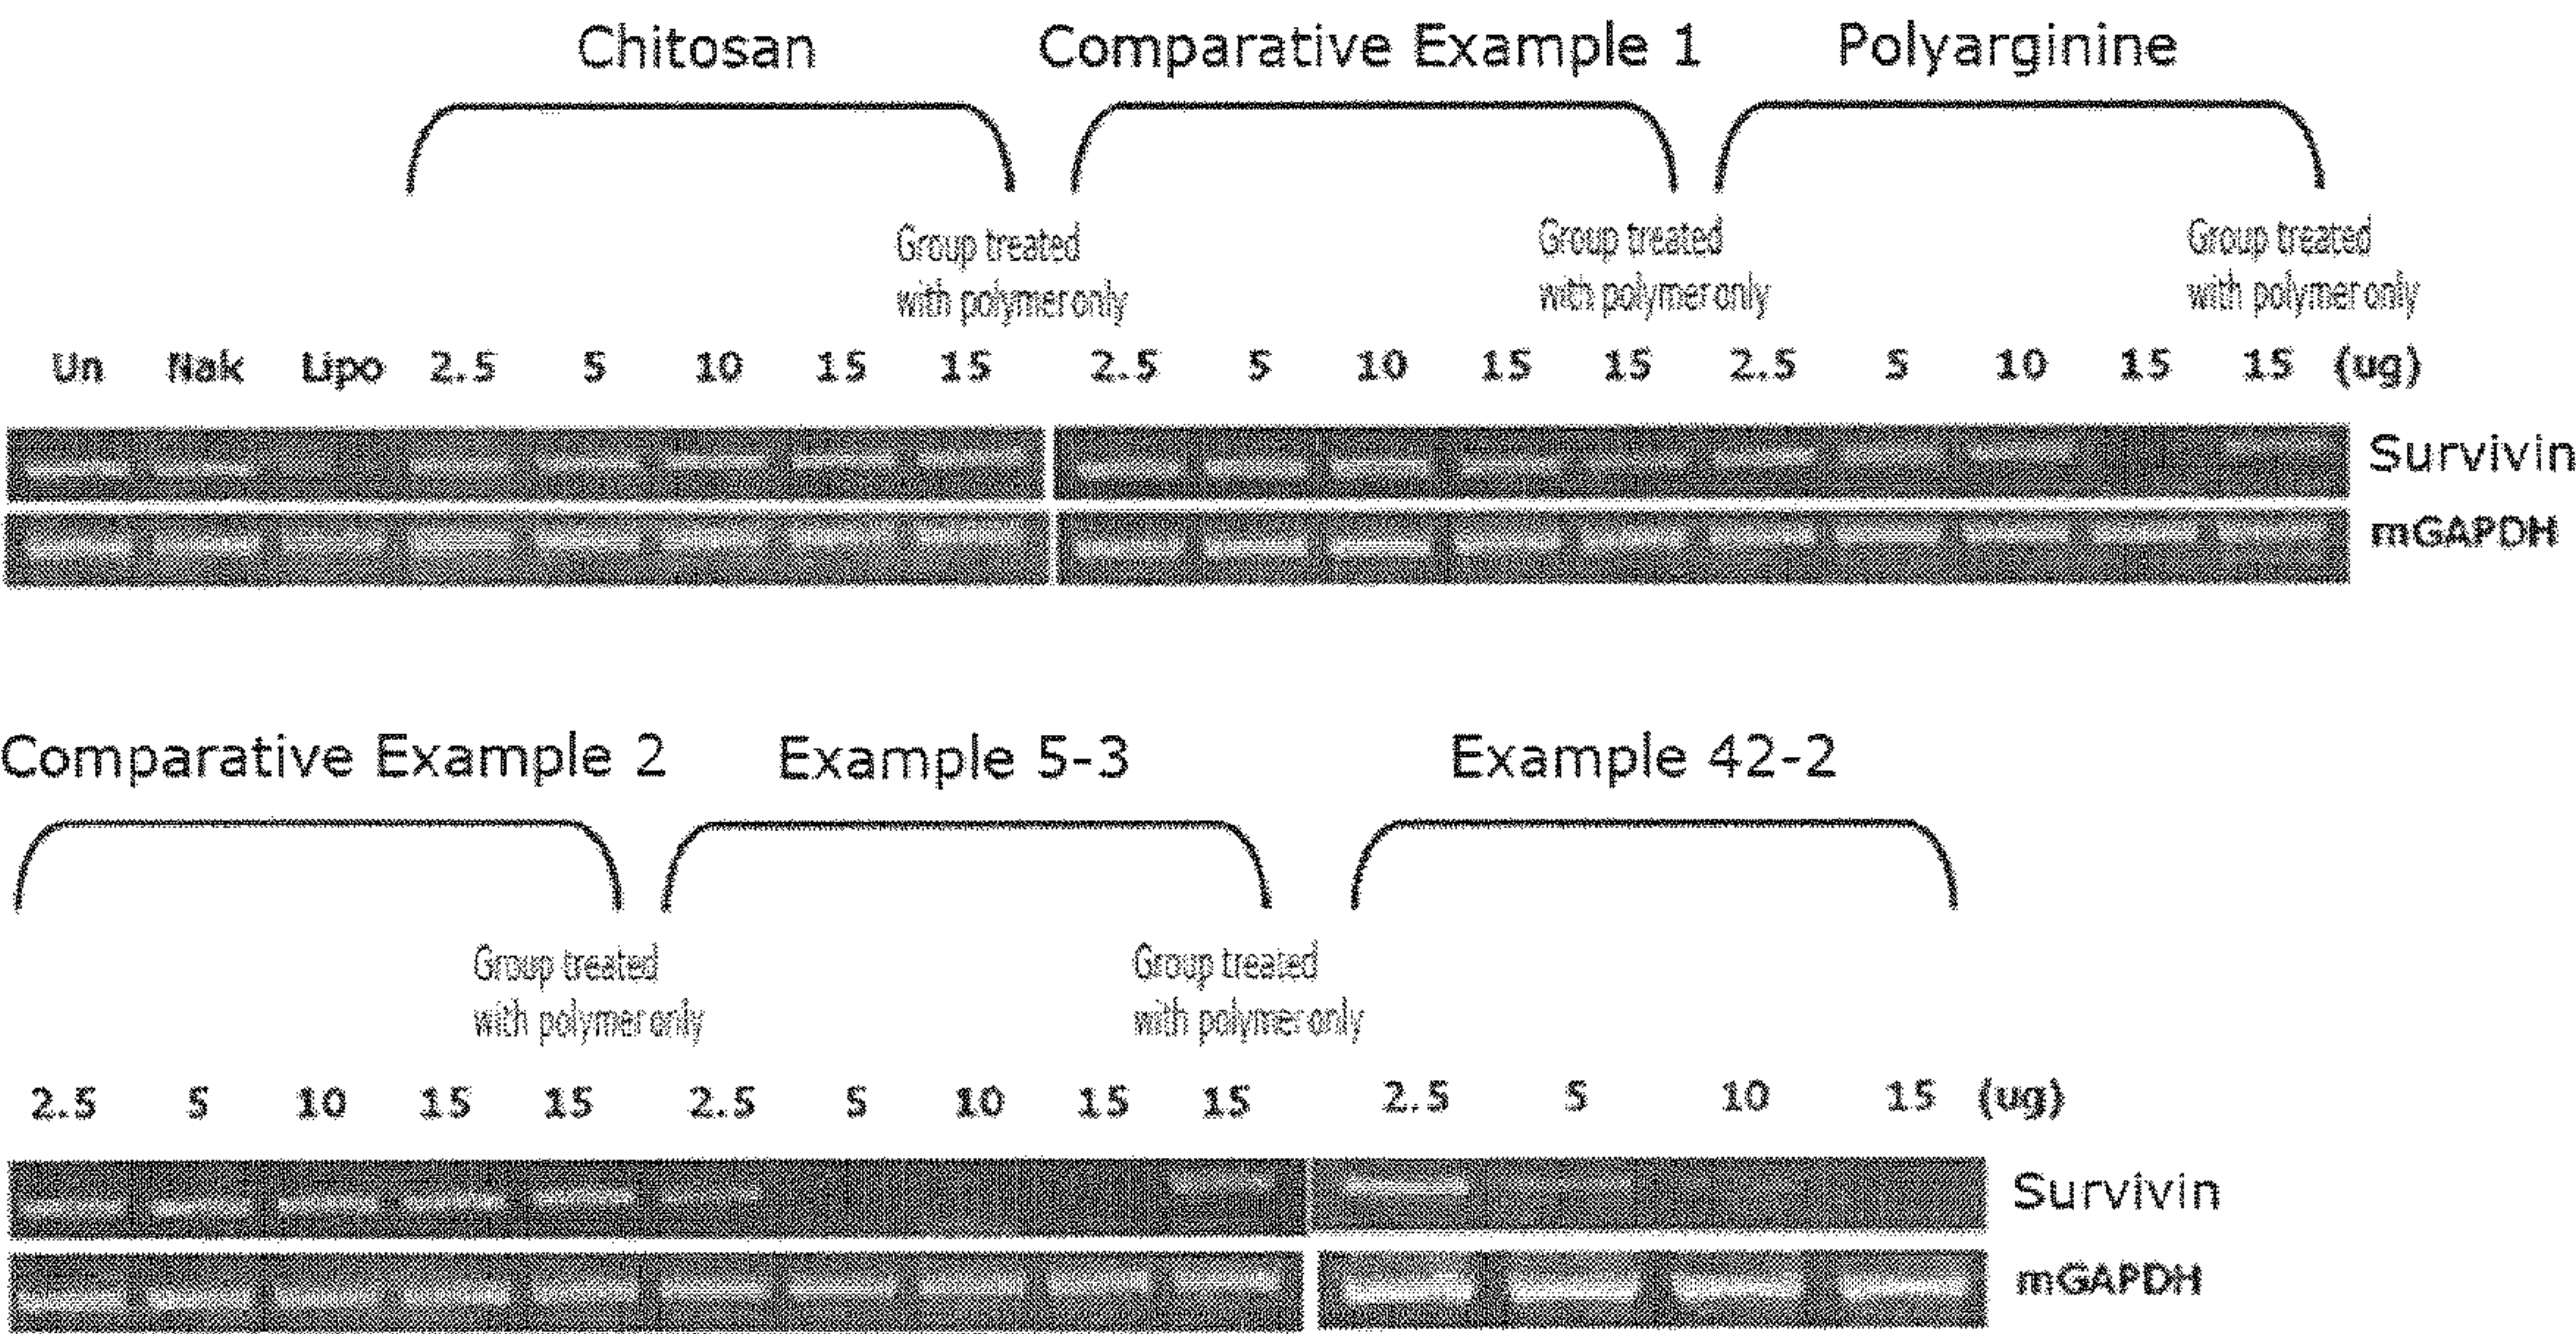 Chitosan Comparative Example 1 Polyarginine
Group treated Group treated Group treated
with polymer only with polymer only with polymer only
Un Nak Lipo 2.5 5 10 15 15 2.5 5 10 15 15 2.5 5 10 15 15 (ug)
Survivin
mGAPDH
Comparative Example 2 Example 5-3 Example 42-2
Group treated Group treated
with polymer only with polymer only
2.5 5 10 15 15 2.5 5 10 15 15 2.5 5 10 15 (ug)
Survivin
mGAPDH